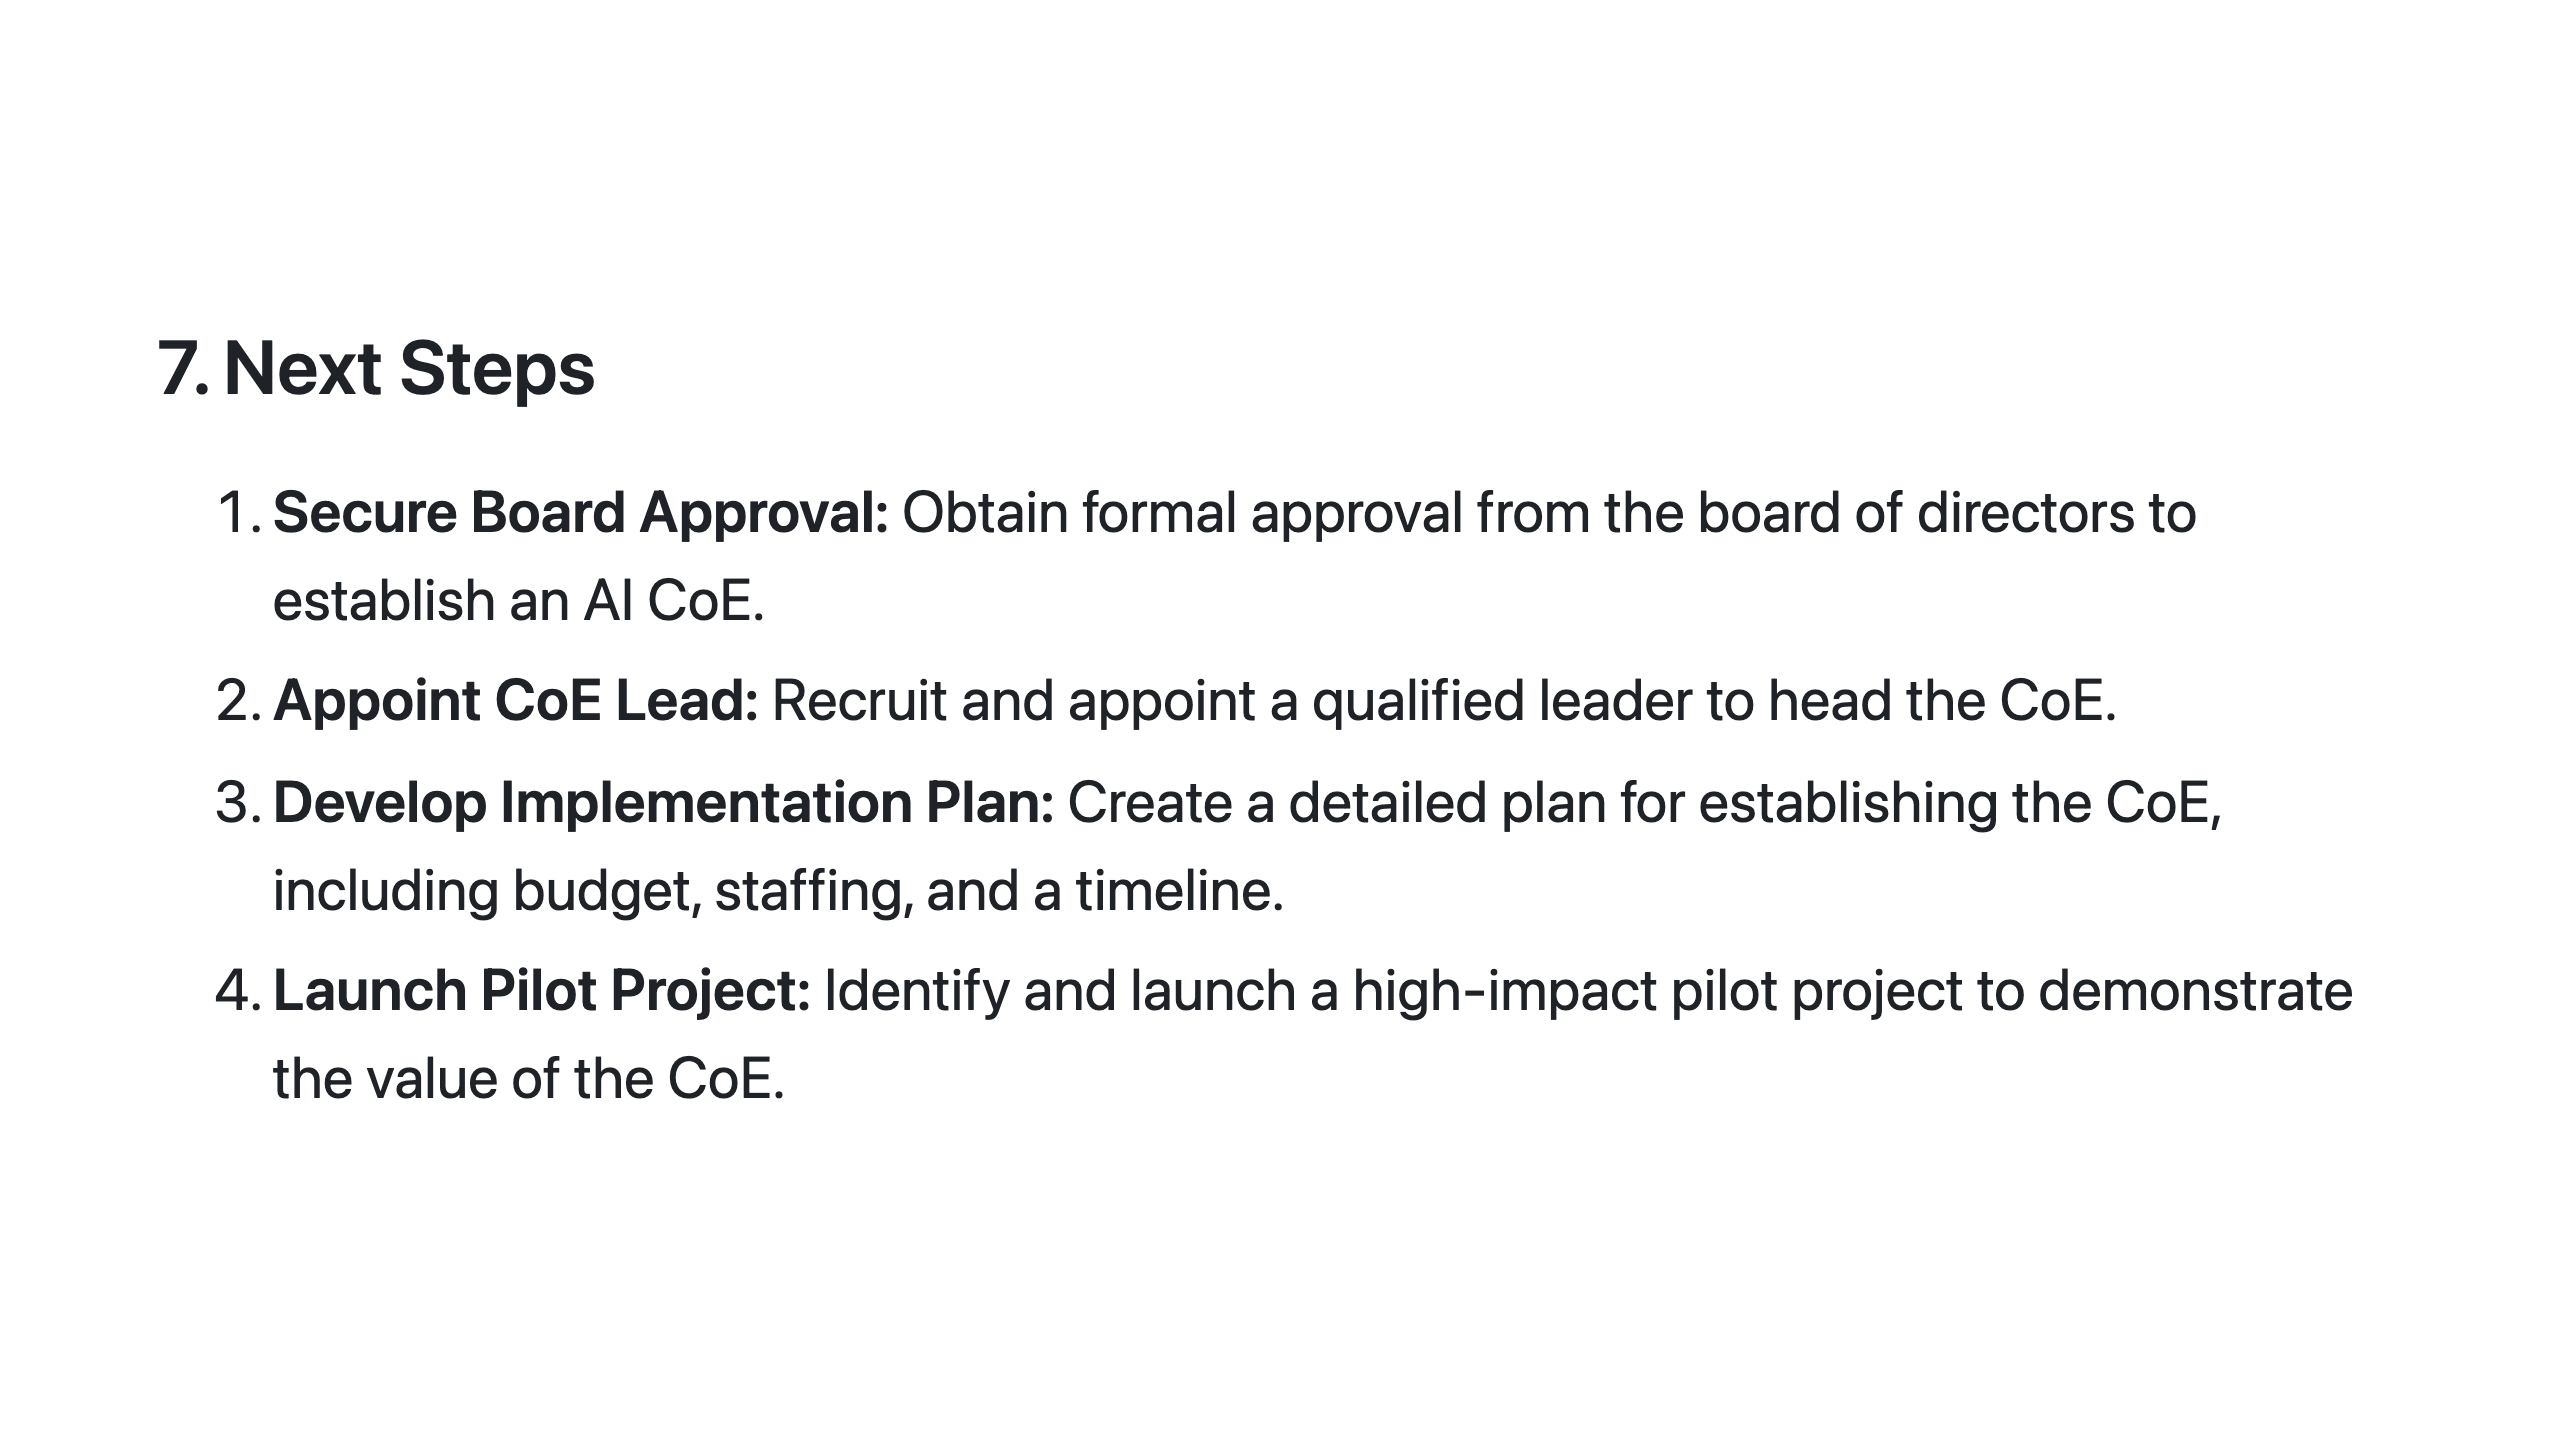 7. Next Steps
1. Secure Board Approval: Obtain formal approval from the board of directors to
establish an AI CoE.
2. Appoint CoE Lead: Recruit and appoint a qualified leader to head the CoE.
3. Develop Implementation Plan: Create a detailed plan for establishing the CoE,
including budget, staffing, and a timeline.
4. Launch Pilot Project: Identify and launch a high-impact pilot project to demonstrate
the value of the CoE.